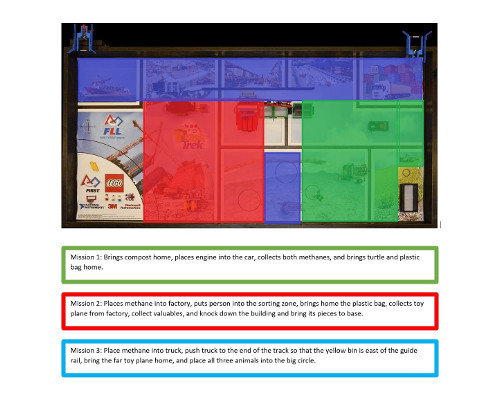 FLL
Trek
FIRST
LEGO
3M
Mission 1: Brings compost home, places engine into the car, collects both methanes, and brings turtle and plastic
bag home.
Mission 2: Places methane into factory, puts person into the sorting zone, brings home the plastic bag, collects toy
plane from factory, collect valuables, and knock down the building and bring its pieces to base.
Mission 3: Place methane into truck, push truck to the end of the track so that the yellow bin is east of the guide
rail, bring the far toy plane home, and place all three animals into the big circle.